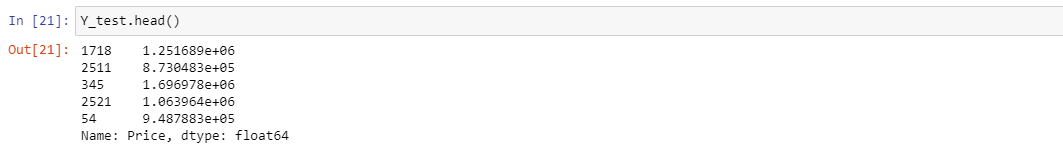 In [21]: Y_test.head()
Out[21]: 1718    1.251689e+06
2511    8.730483e+05
345     1.696978e+06
2521    1.063964e+06
54      9.487883e+05
Name: Price, dtype: float64